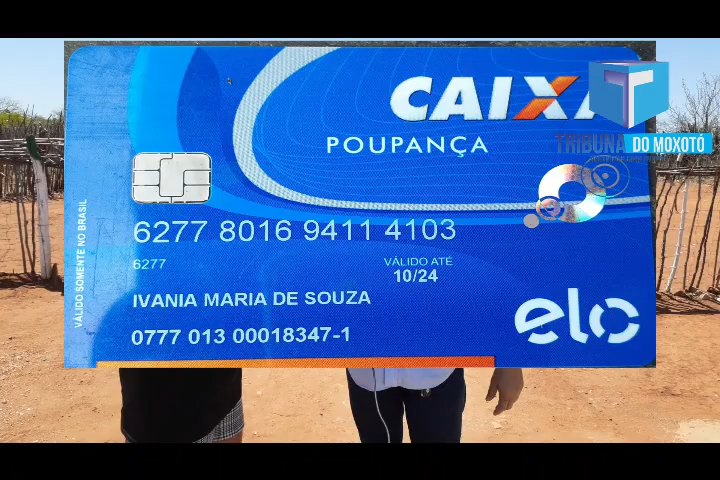 CAIXA
POUPANÇA
TRIBUNA DO MOXOTÓ
VÁLIDO SOMENTE NO BRASIL
6277 8016 9411 4103
6277
VÁLIDO ATÉ
10/24
IVANIA MARIA DE SOUZA
0777 013 00018347-1
elo